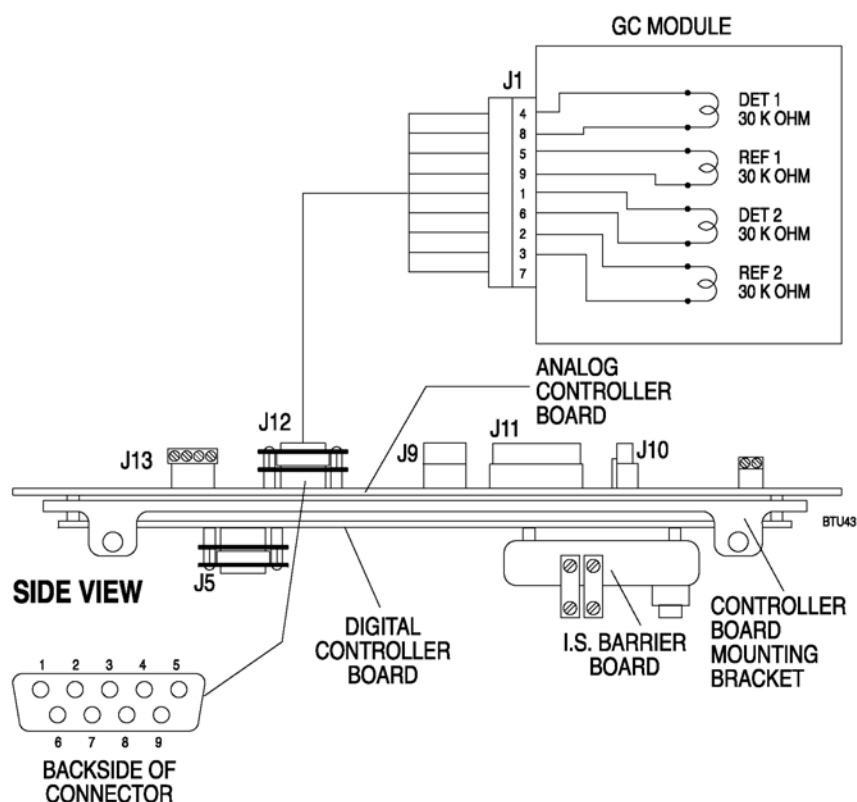 GC MODULE
J1
4
8
5
9
1
6
2
3
7
DET 1
30 K OHM
REF 1
30 K OHM
DET 2
30 K OHM
REF 2
30 K OHM
ANALOG
CONTROLLER
BOARD
J12
J13
J9
J11
J10
BTU43
J5
SIDE VIEW
DIGITAL
CONTROLLER
BOARD
I.S. BARRIER
BOARD
CONTROLLER
BOARD
MOUNTING
BRACKET
1 2 3 4 5
6 7 8 9
BACKSIDE OF
CONNECTOR